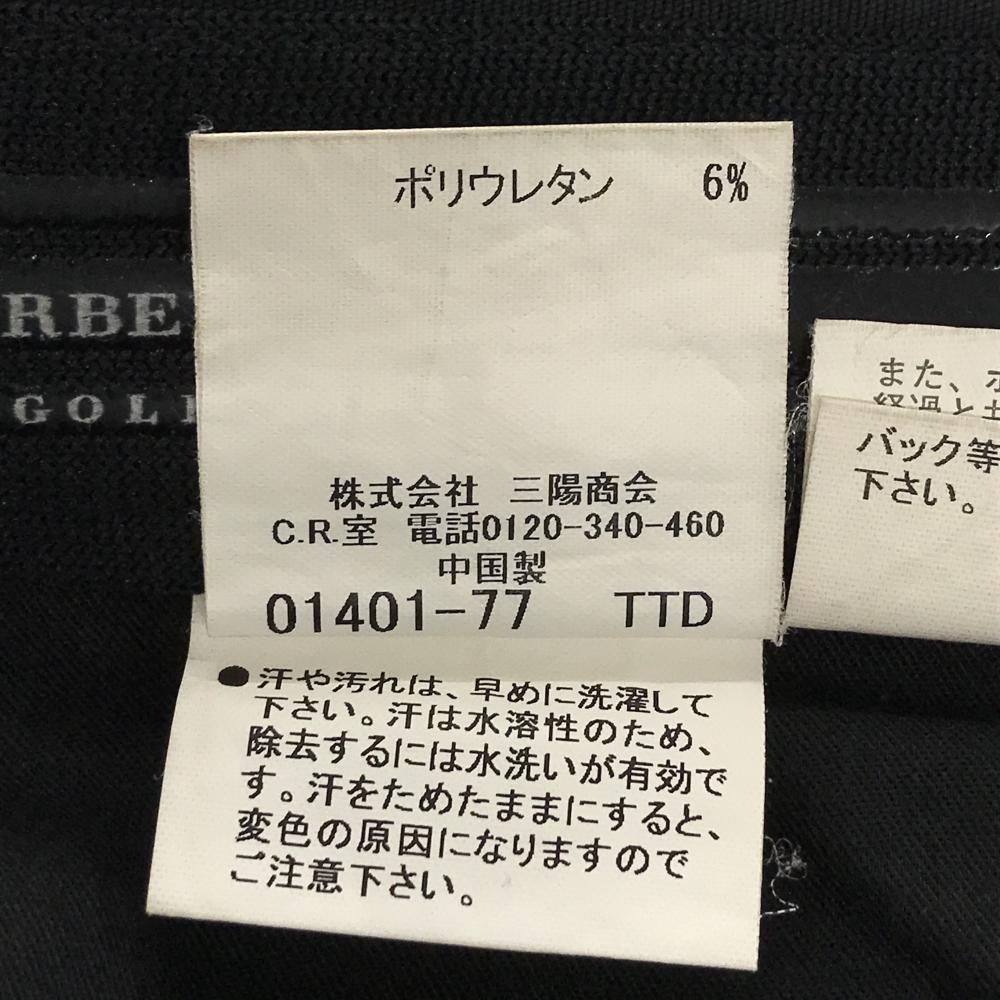 ポリウレタン 6%
RBE
GOL
株式会社 三陽商会
C.R.室 電話0120-340-460
中国製
01401-77 TTD
●汗や汚れは、早めに洗濯して
下さい。汗は水溶性のため、
除去するには水洗いが有効で
す。汗をためたままにすると、
変色の原因になりますので
ご注意下さい。
また、ホ
経過と
バック等
下さい。